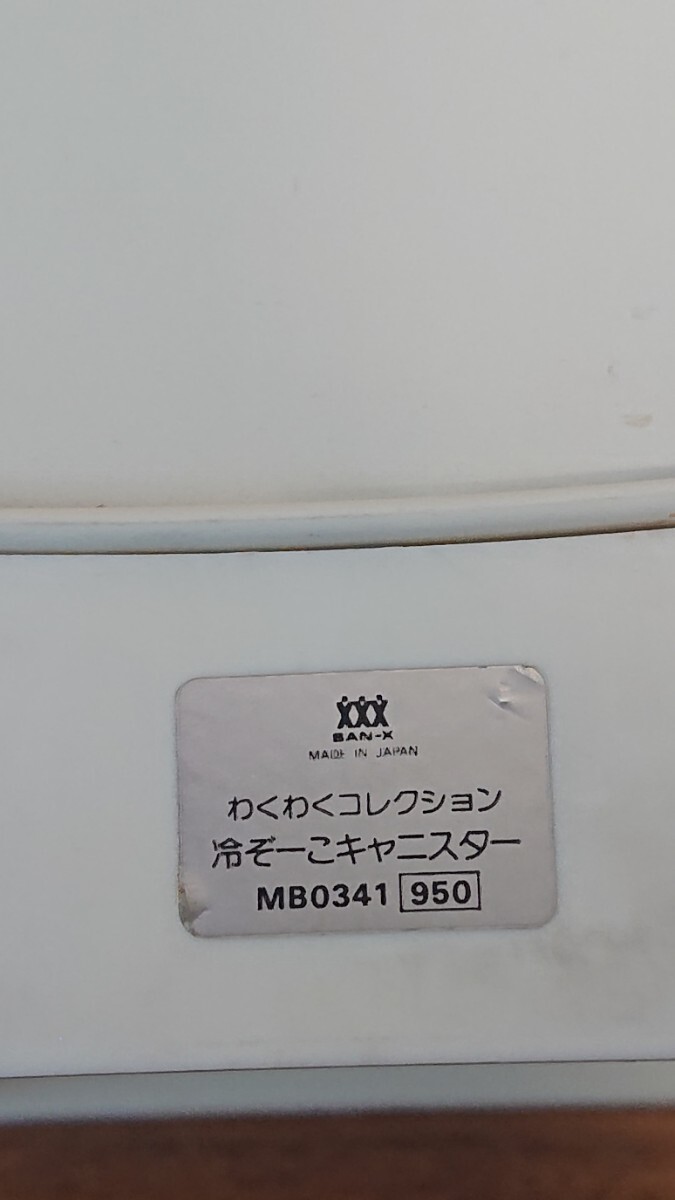 SAN-X
MADE IN JAPAN
わくわくコレクション
冷ぞーこキャニスター
MB0341 950